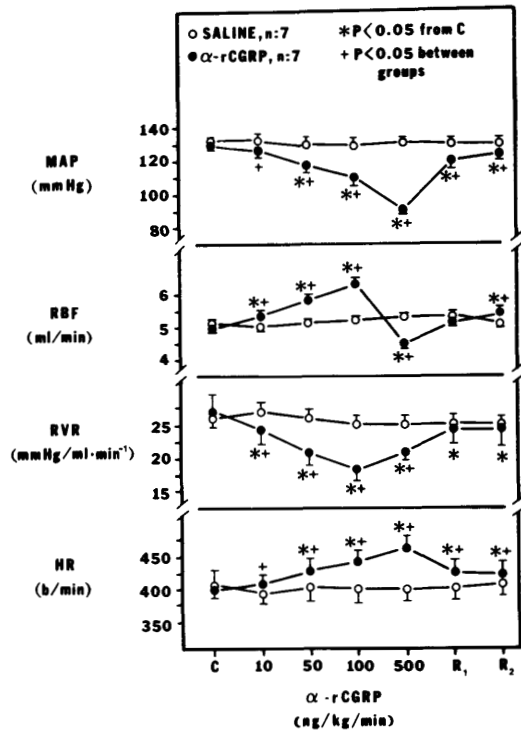 SALINE, n:7 *P<0.05 from C
α-rCGRP, n:7 + P<0.05 between
groups
MAP
(mmHg)
140
120
100
80
*+ *+ *+ *+ *+
+
RBF
(ml/min)
6
5
4
*+ *+ *+ *+ *+
RVR
(mmHg/ml·min⁻¹)
25
20
15
*+ *+ *+ *+ * *
HR
(b/min)
450
400
350
+ *+ *+ *+ *+ *+
C 10 50 100 500 R₁ R₂
α -rCGRP
(ng/kg/min)